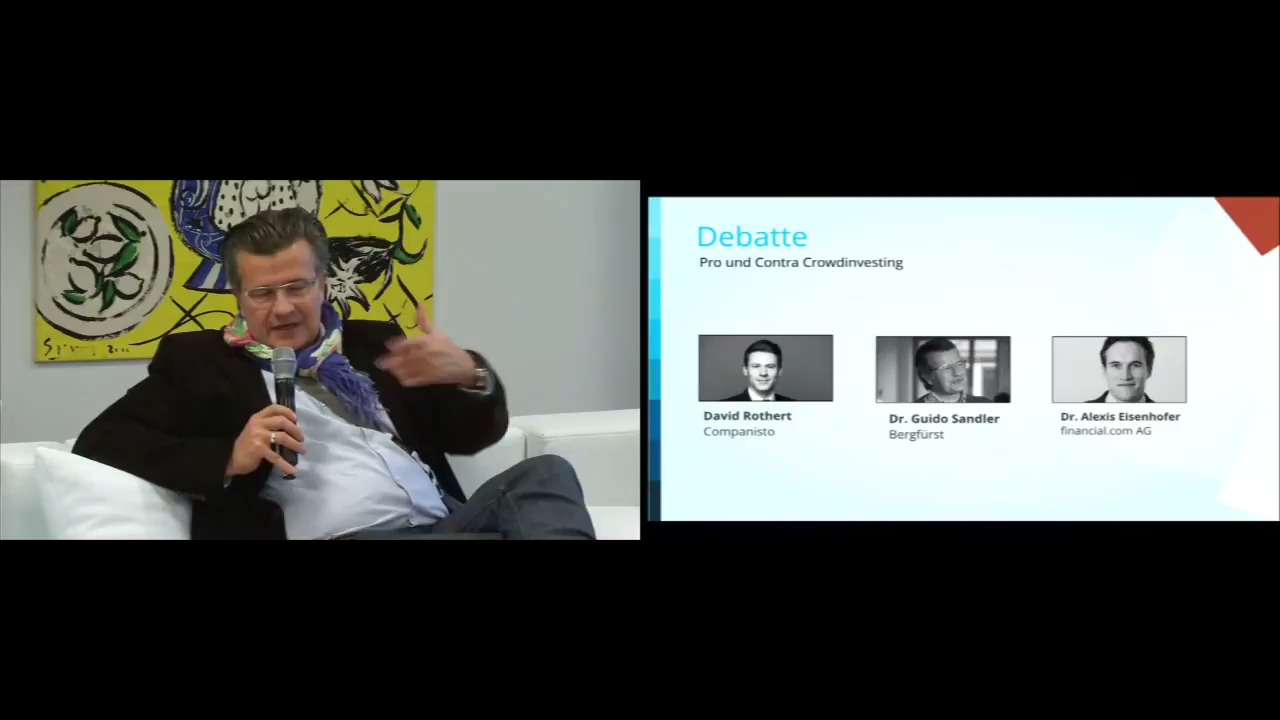 Debatte
Pro und Contra Crowdinvesting
David Rothert
Companisto
Dr. Guido Sandler
Bergfürst
Dr. Alexis Eisenhofer
financial.com AG